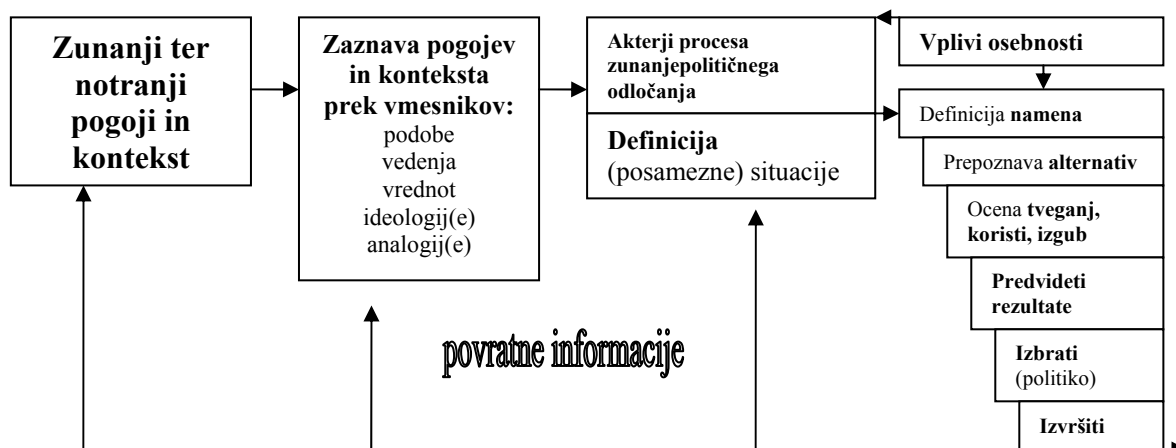 Zunanji ter
notranji
pogoji in
kontekst
Zaznava pogojev
in konteksta
prek vmesnikov:
podobe
vedenja
vrednot
ideologij(e)
analogij(e)
Akterji procesa
zunanjepolitičnega
odločanja
Definicija
(posamezne) situacije
Vplivi osebnosti
Definicija namena
Prepoznava alternativ
Ocena tveganj,
koristi, izgub
Predvideti
rezultate
Izbrati
(politiko)
Izvršiti
povratne informacije